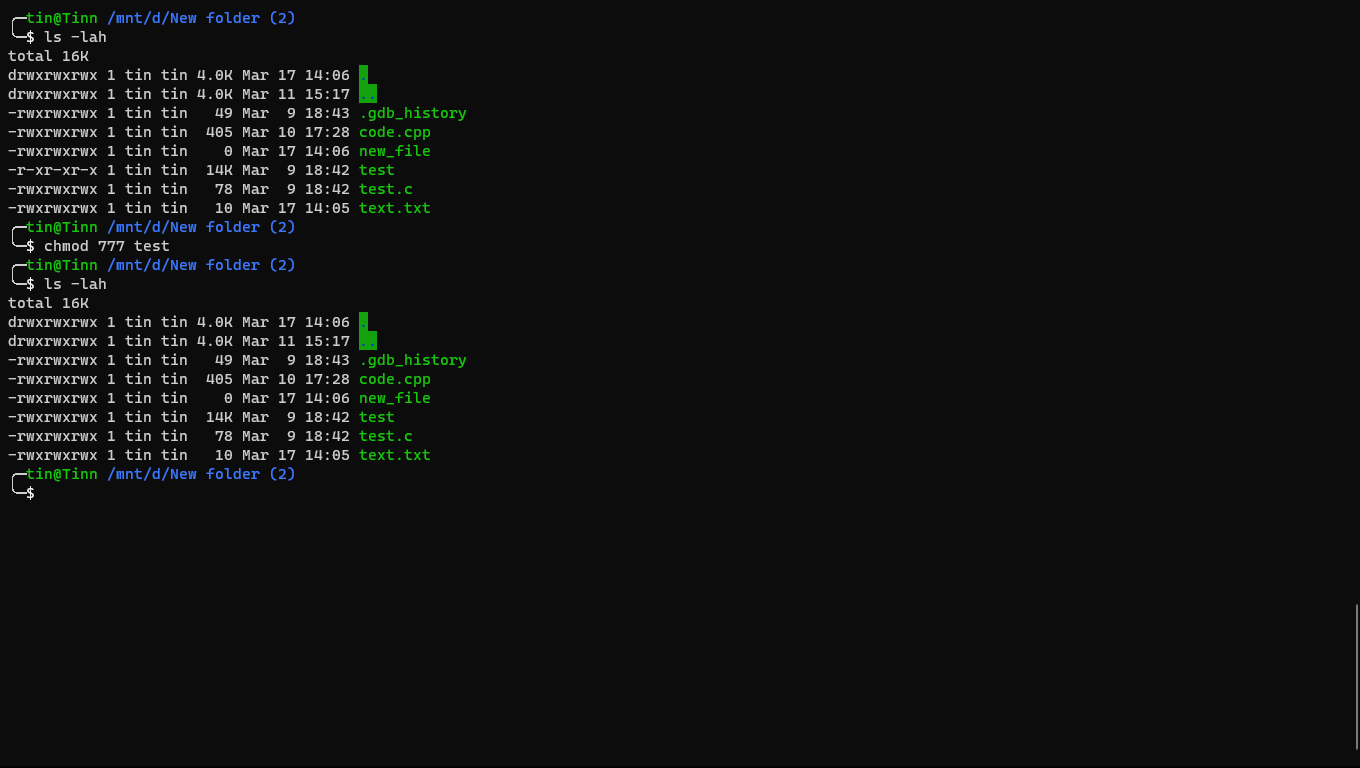 ╭─tin@Tinn /mnt/d/New folder (2)
╰─$ ls -lah
total 16K
drwxrwxrwx 1 tin tin 4.0K Mar 17 14:06 .
drwxrwxrwx 1 tin tin 4.0K Mar 11 15:17 ..
-rwxrwxrwx 1 tin tin   49 Mar  9 18:43 .gdb_history
-rwxrwxrwx 1 tin tin  405 Mar 10 17:28 code.cpp
-rwxrwxrwx 1 tin tin    0 Mar 17 14:06 new_file
-r-xr-xr-x 1 tin tin  14K Mar  9 18:42 test
-rwxrwxrwx 1 tin tin   78 Mar  9 18:42 test.c
-rwxrwxrwx 1 tin tin   10 Mar 17 14:05 text.txt
╭─tin@Tinn /mnt/d/New folder (2)
╰─$ chmod 777 test
╭─tin@Tinn /mnt/d/New folder (2)
╰─$ ls -lah
total 16K
drwxrwxrwx 1 tin tin 4.0K Mar 17 14:06 .
drwxrwxrwx 1 tin tin 4.0K Mar 11 15:17 ..
-rwxrwxrwx 1 tin tin   49 Mar  9 18:43 .gdb_history
-rwxrwxrwx 1 tin tin  405 Mar 10 17:28 code.cpp
-rwxrwxrwx 1 tin tin    0 Mar 17 14:06 new_file
-rwxrwxrwx 1 tin tin  14K Mar  9 18:42 test
-rwxrwxrwx 1 tin tin   78 Mar  9 18:42 test.c
-rwxrwxrwx 1 tin tin   10 Mar 17 14:05 text.txt
╭─tin@Tinn /mnt/d/New folder (2)
╰─$